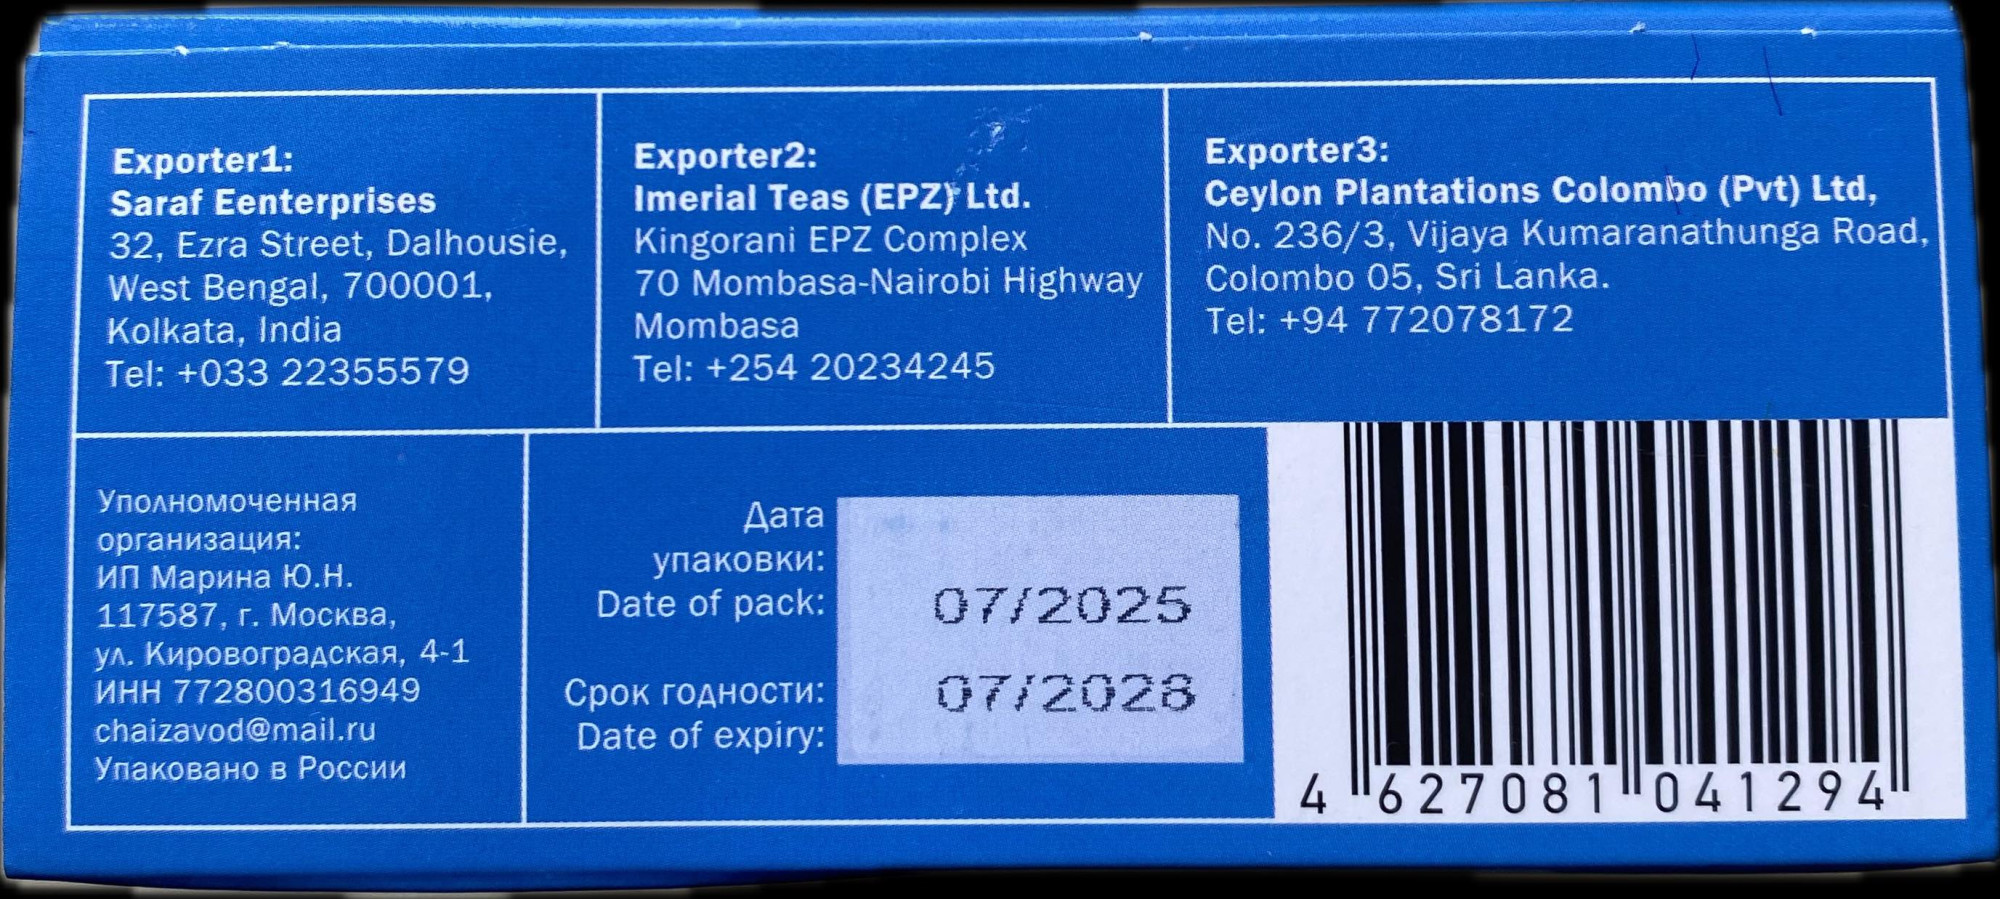 Exporter1:
Saraf Eenterprises
32, Ezra Street, Dalhousie,
West Bengal, 700001,
Kolkata, India
Tel: +033 22355579
Exporter2:
Imerial Teas (EPZ) Ltd.
Kingorani EPZ Complex
70 Mombasa-Nairobi Highway
Mombasa
Tel: +254 20234245
Exporter3:
Ceylon Plantations Colombo (Pvt) Ltd,
No. 236/3, Vijaya Kumaranathunga Road,
Colombo 05, Sri Lanka.
Tel: +94 772078172
Уполномоченная
организация:
ИП Марина Ю.Н.
117587, г. Москва,
ул. Кировоградская, 4-1
ИНН 772800316949
chaizavod@mail.ru
Упаковано в России
Дата
упаковки:
Date of pack:
07/2025
Срок годности:
07/2028
Date of expiry:
4 627081 041294